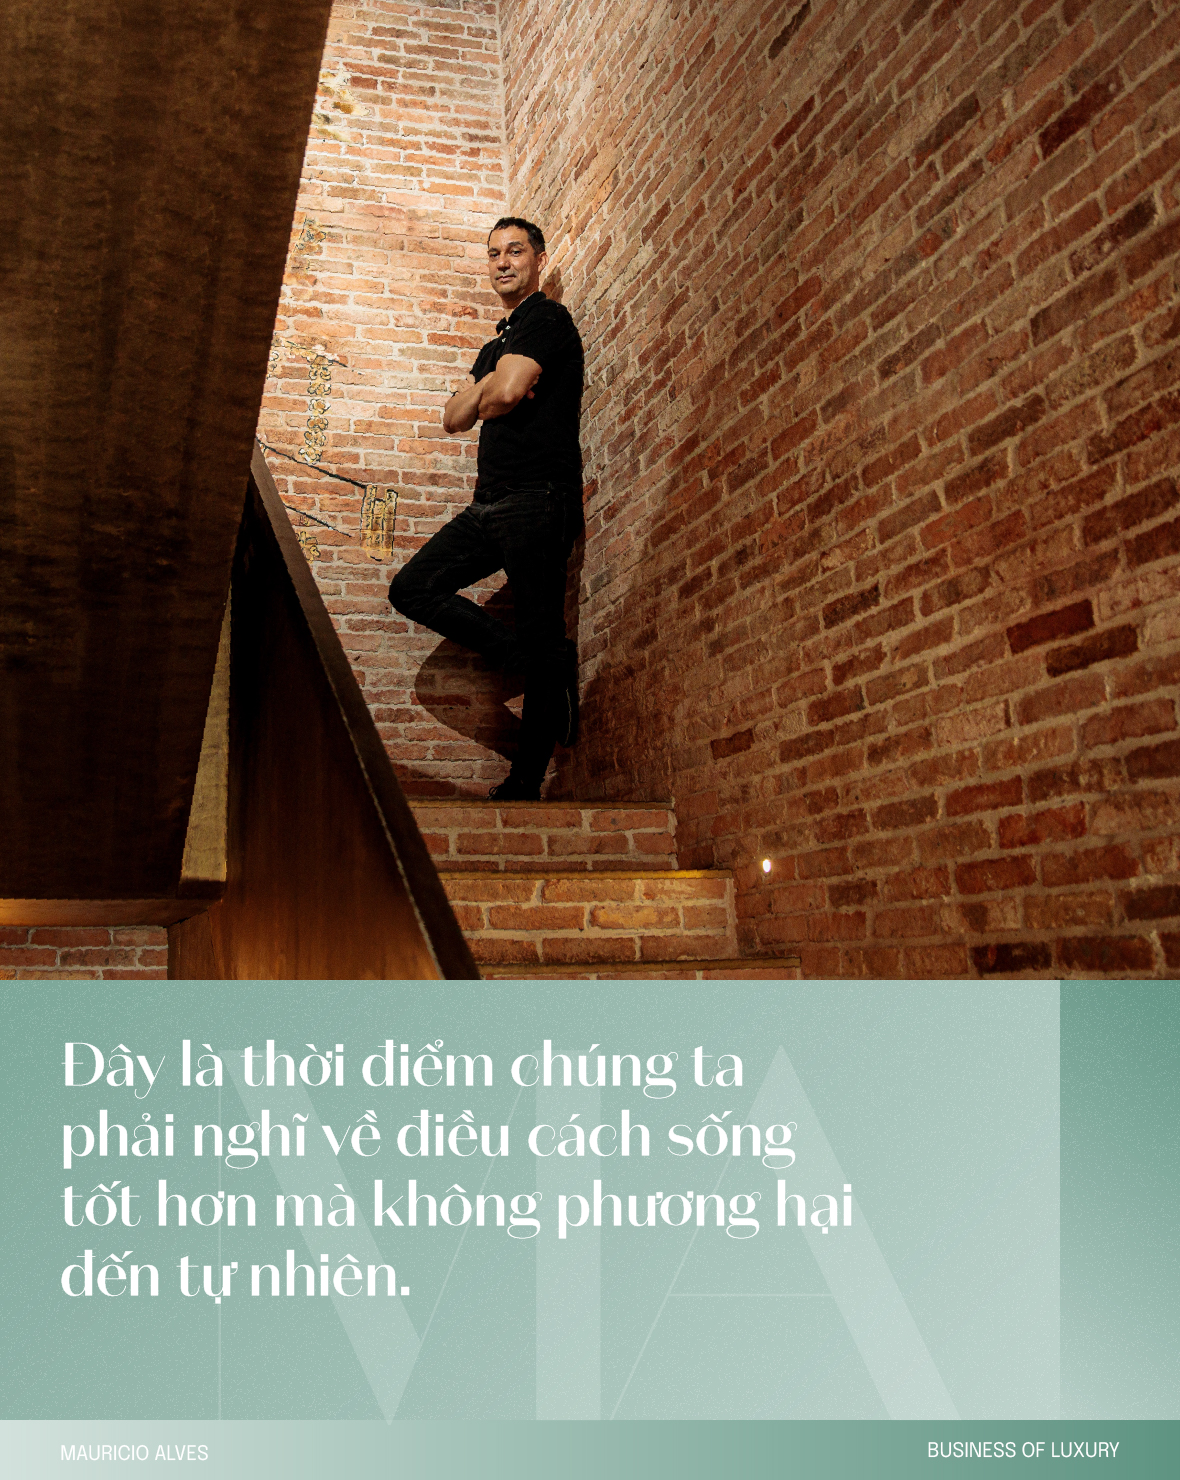 Đây là thời điểm chúng ta
phải nghĩ về điều cách sống
tốt hơn mà không phương hại
đến tự nhiên.
MA
MAURICIO ALVES
BUSINESS OF LUXURY